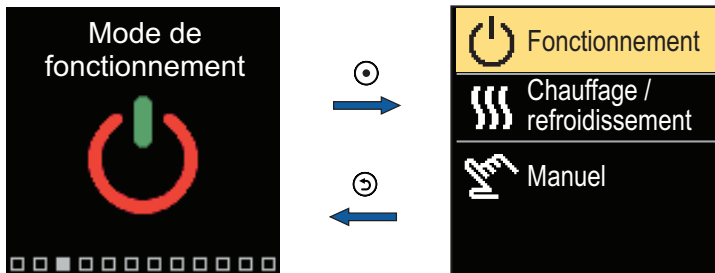 Mode de
fonctionnement
Fonctionnement
Chauffage /
refroidissement
Manuel